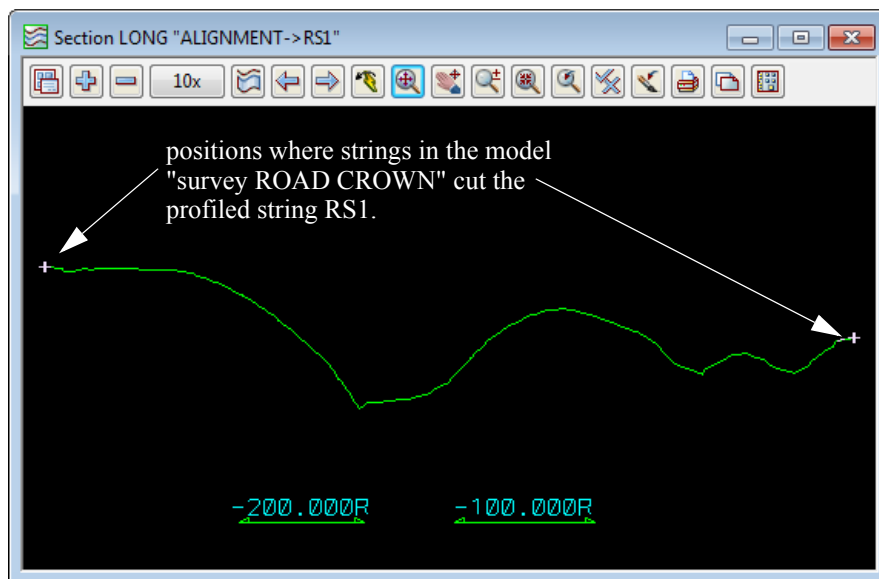 Section LONG "ALIGNMENT->RS1"
10x
positions where strings in the model
"survey ROAD CROWN" cut the
profiled string RS1.
-200.000R
-100.000R